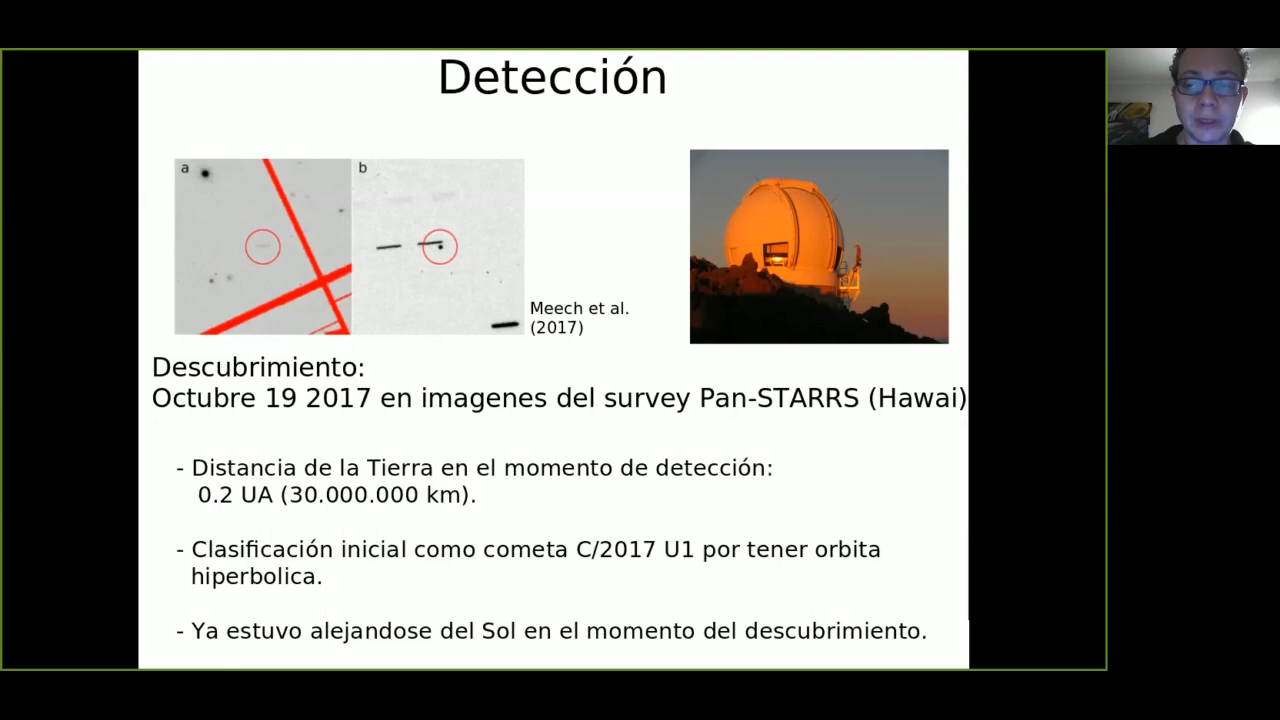 Detección
a
b
Meech et al.
(2017)
Descubrimiento:
Octubre 19 2017 en imagenes del survey Pan-STARRS (Hawai)
- Distancia de la Tierra en el momento de detección:
0.2 UA (30.000.000 km).
- Clasificación inicial como cometa C/2017 U1 por tener orbita
hiperbolica.
- Ya estuvo alejandose del Sol en el momento del descubrimiento.